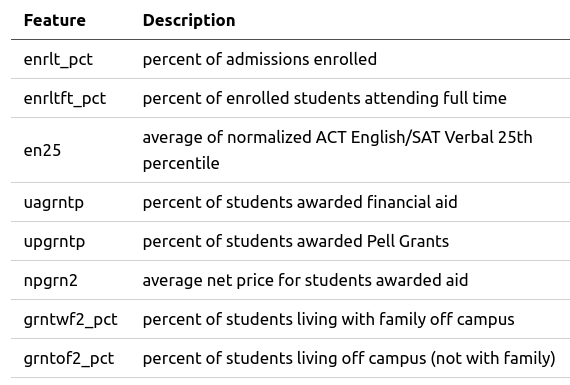 Feature Description
enrlt_pct percent of admissions enrolled
enrltft_pct percent of enrolled students attending full time
en25 average of normalized ACT English/SAT Verbal 25th
percentile
uagrntp percent of students awarded financial aid
upgrntp percent of students awarded Pell Grants
npgrn2 average net price for students awarded aid
grntwf2_pct percent of students living with family off campus
grntof2_pct percent of students living off campus (not with family)